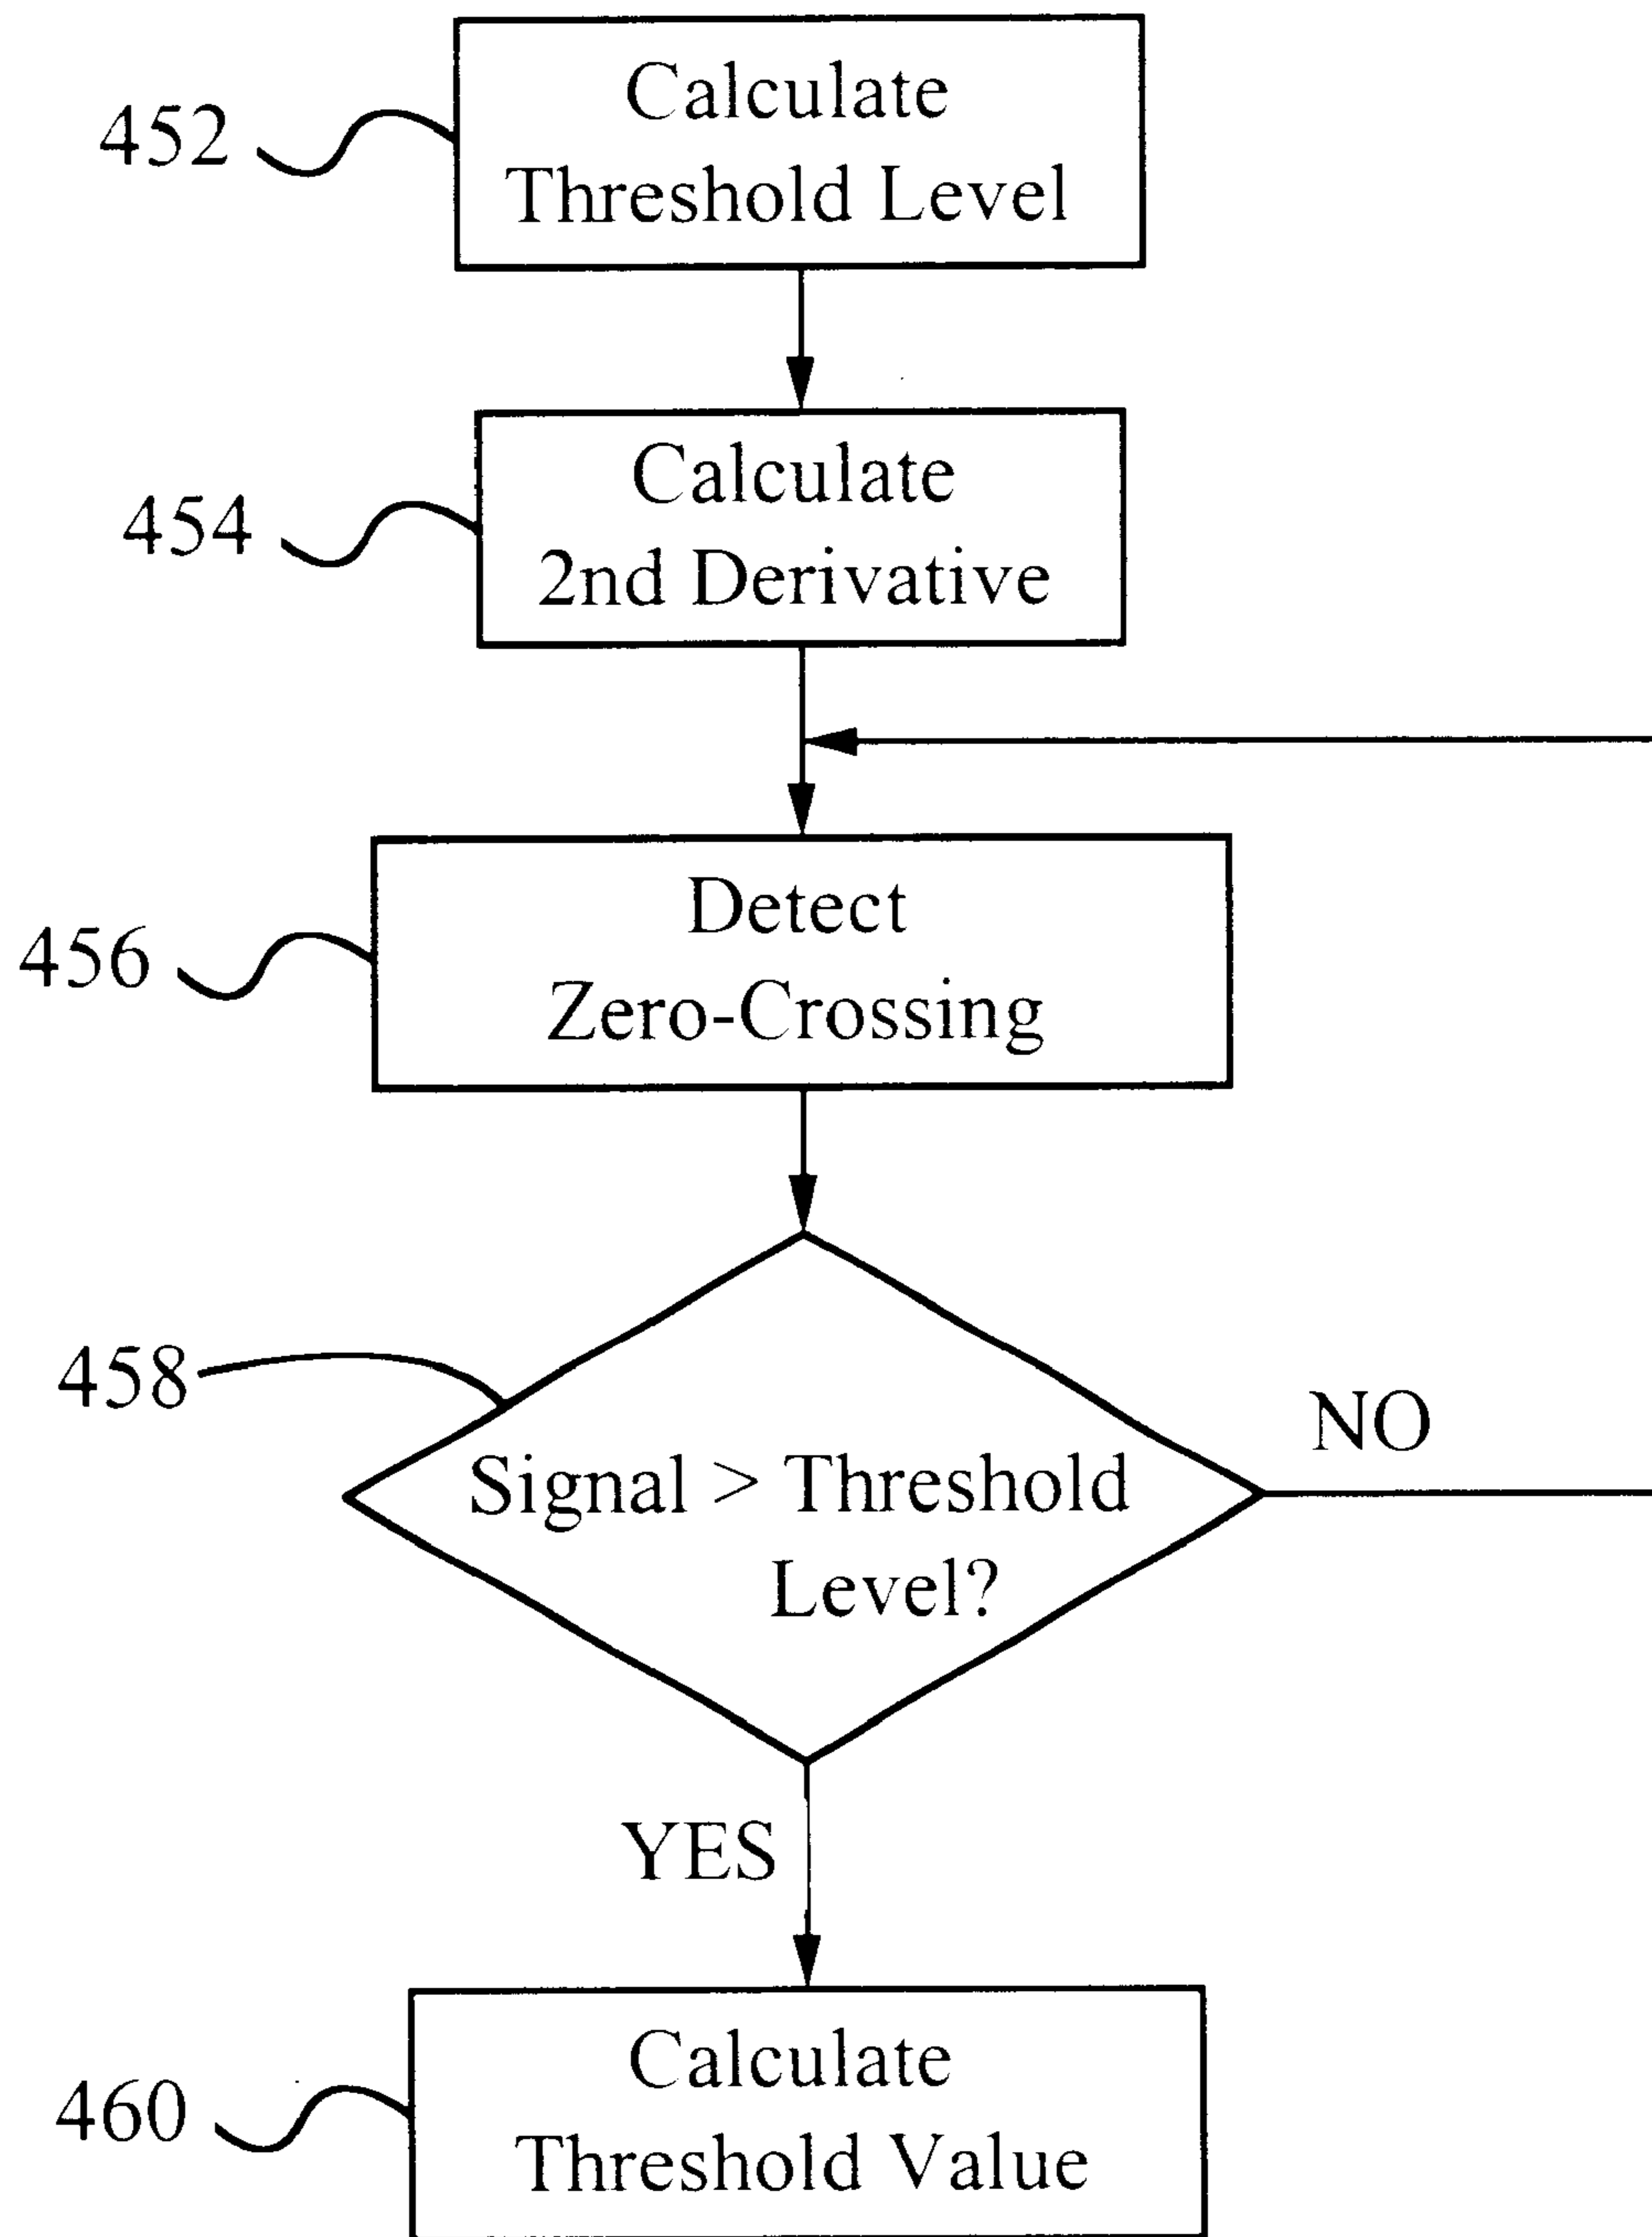 452
Calculate
Threshold Level
454
Calculate
2nd Derivative
456
Detect
Zero-Crossing
458
Signal > Threshold
Level?
NO
YES
460
Calculate
Threshold Value